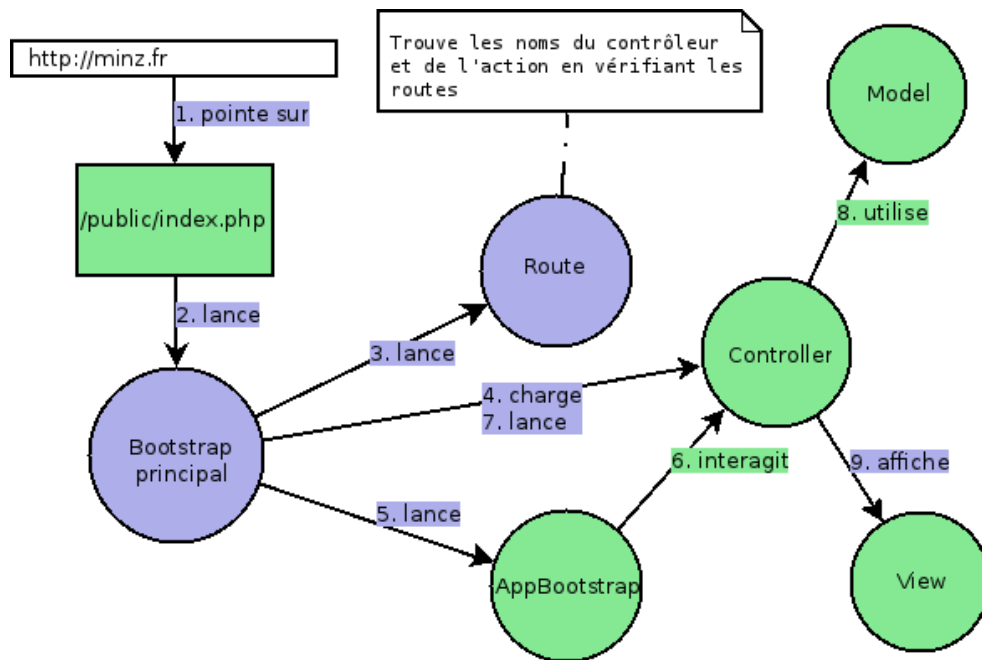 http://minz.fr
Trouve les noms du contrôleur
et de l'action en vérifiant les
routes
Model
1. pointe sur
/public/index.php
8. utilise
Route
2. lance
3. lance
Controller
4. charge
7. lance
Bootstrap
principal
6. interagit
9. affiche
5. lance
AppBootstrap
View